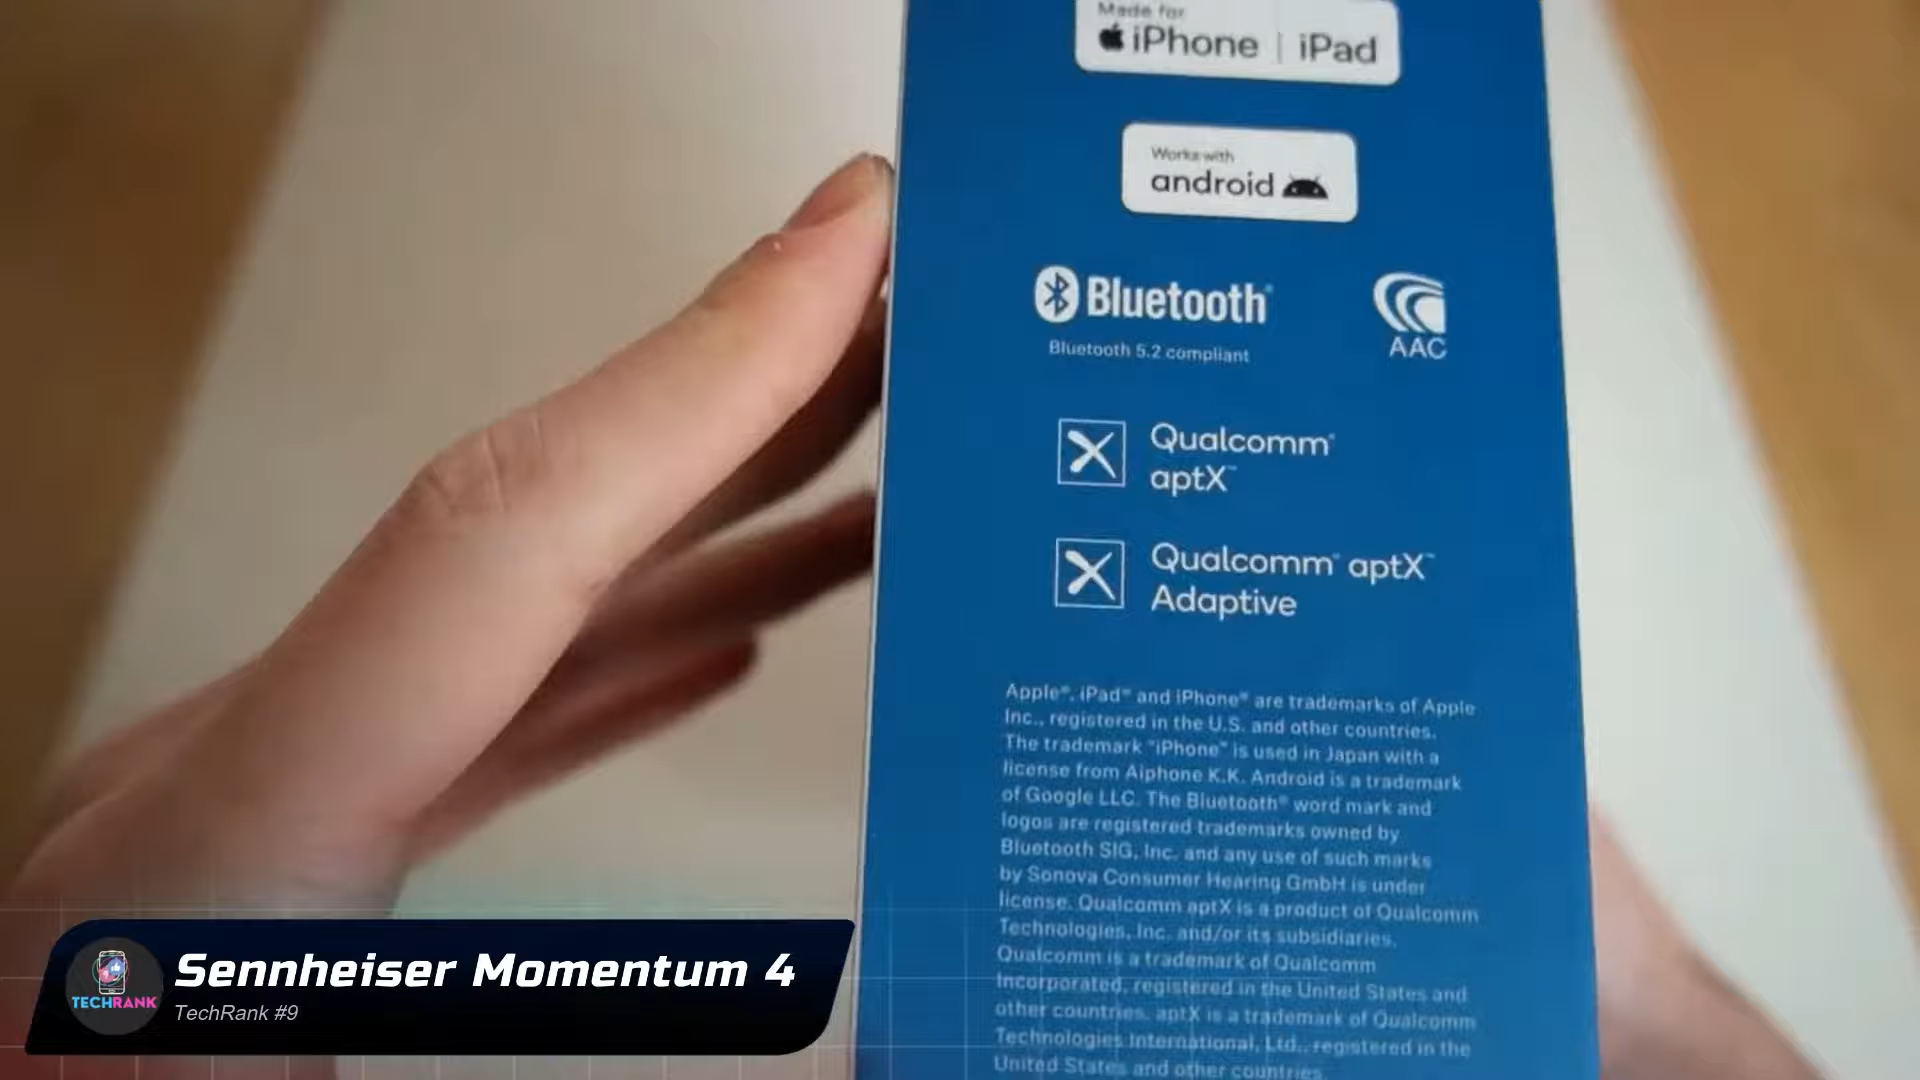 Made for
iPhone | iPad
Works with
android
Bluetooth®
Bluetooth 5.2 compliant
AAC
Qualcomm®
aptX™
Qualcomm® aptX™
Adaptive
Apple®, iPad® and iPhone® are trademarks of Apple
Inc., registered in the U.S. and other countries.
The trademark "iPhone" is used in Japan with a
license from Aiphone K.K. Android is a trademark
of Google LLC. The Bluetooth® word mark and
logos are registered trademarks owned by
Bluetooth SIG, Inc. and any use of such marks
by Sonova Consumer Hearing GmbH is under
license. Qualcomm aptX is a product of Qualcomm
Technologies, Inc. and/or its subsidiaries.
Qualcomm is a trademark of Qualcomm
Incorporated, registered in the United States and
other countries. aptX is a trademark of Qualcomm
Technologies International, Ltd., registered in the
United States and other countries.
TECHRANK
Sennheiser Momentum 4
TechRank #9